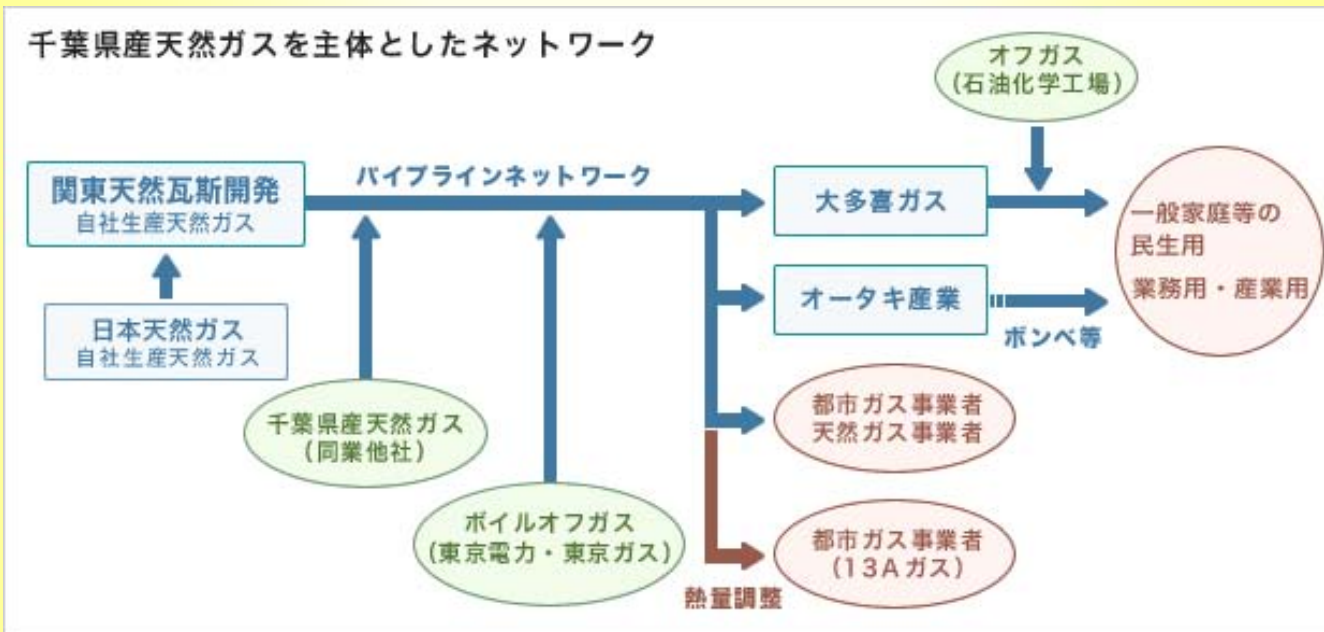 千葉県産天然ガスを主体としたネットワーク
オフガス
(石油化学工場)
関東天然瓦斯開発
自社生産天然ガス
パイプラインネットワーク
大多喜ガス
一般家庭等の
民生用
業務用・産業用
日本天然ガス
自社生産天然ガス
オータキ産業
ボンベ等
千葉県産天然ガス
(同業他社)
都市ガス事業者
天然ガス事業者
ボイルオフガス
(東京電力・東京ガス)
都市ガス事業者
(13Aガス)
熱量調整